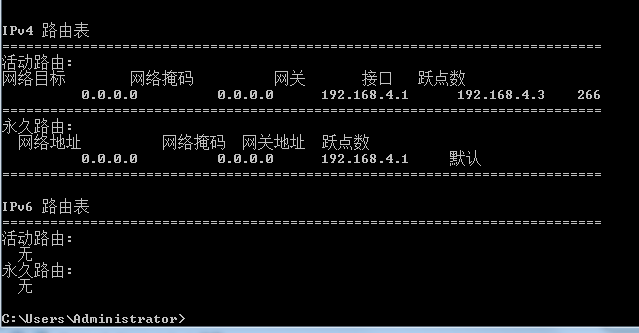 IPv4 路由表
===========================================================================
活动路由:
网络目标        网络掩码          网关       接口   跃点数
          0.0.0.0          0.0.0.0      192.168.4.1      192.168.4.3    266
===========================================================================
永久路由:
  网络地址          网络掩码  网关地址  跃点数
          0.0.0.0          0.0.0.0      192.168.4.1     默认
===========================================================================
IPv6 路由表
===========================================================================
活动路由:
  无
永久路由:
  无
C:\Users\Administrator>